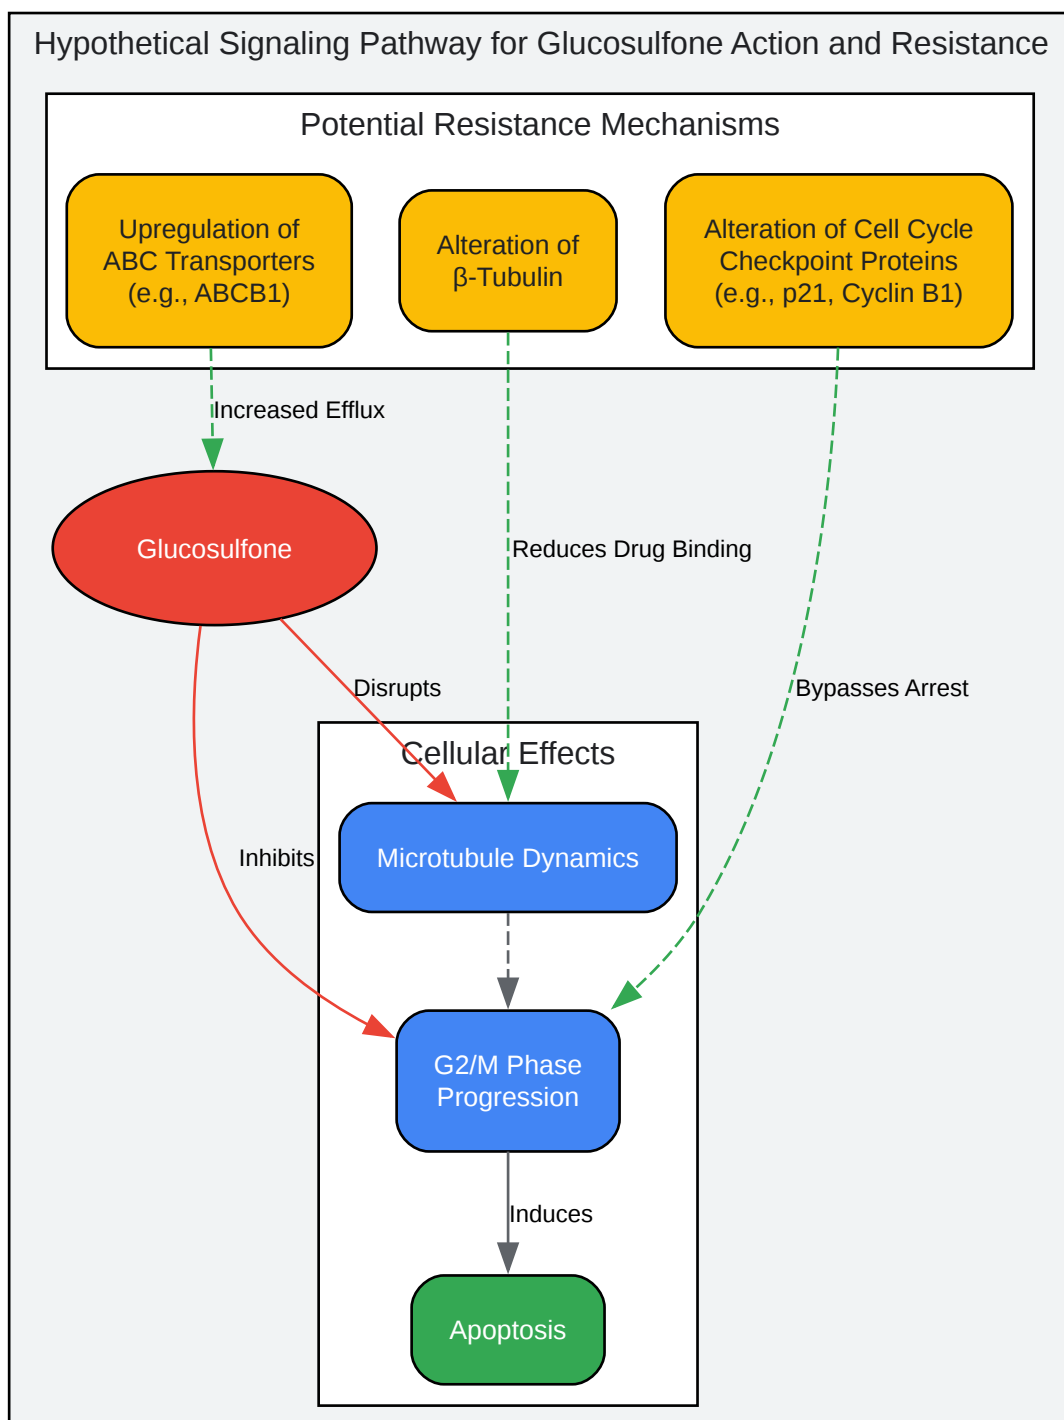 Hypothetical Signaling Pathway for Glucosulfone Action and Resistance
Potential Resistance Mechanisms
Upregulation of
ABC Transporters
(e.g., ABCB1)
Alteration of
β-Tubulin
Alteration of Cell Cycle
Checkpoint Proteins
(e.g., p21, Cyclin B1)
Increased Efflux
Glucosulfone
Reduces Drug Binding
Disrupts
Bypasses Arrest
Cellular Effects
Inhibits
Microtubule Dynamics
G2/M Phase
Progression
Induces
Apoptosis